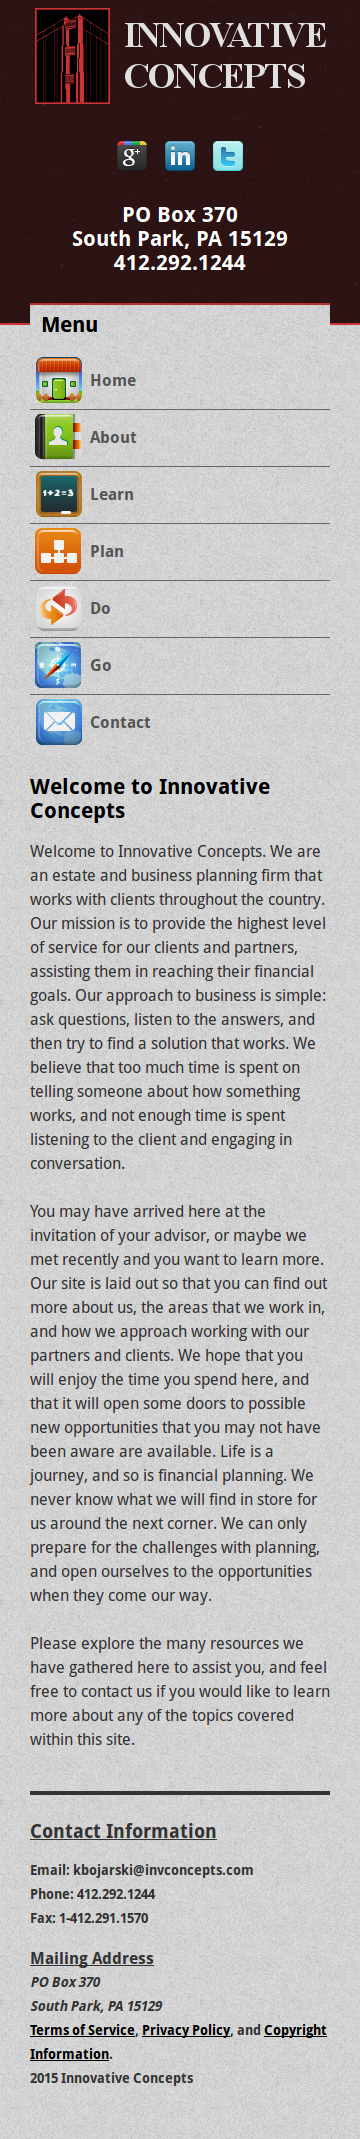 INNOVATIVE
CONCEPTS
g+
in
PO Box 370
South Park, PA 15129
412.292.1244
Menu
Home
About
1+2=3
Learn
Plan
Do
N
E
S
Go
Contact
Welcome to Innovative
Concepts
Welcome to Innovative Concepts. We are
an estate and business planning firm that
works with clients throughout the country.
Our mission is to provide the highest level
of service for our clients and partners,
assisting them in reaching their financial
goals. Our approach to business is simple:
ask questions, listen to the answers, and
then try to find a solution that works. We
believe that too much time is spent on
telling someone about how something
works, and not enough time is spent
listening to the client and engaging in
conversation.
You may have arrived here at the
invitation of your advisor, or maybe we
met recently and you want to learn more.
Our site is laid out so that you can find out
more about us, the areas that we work in,
and how we approach working with our
partners and clients. We hope that you
will enjoy the time you spend here, and
that it will open some doors to possible
new opportunities that you may not have
been aware are available. Life is a
journey, and so is financial planning. We
never know what we will find in store for
us around the next corner. We can only
prepare for the challenges with planning,
and open ourselves to the opportunities
when they come our way.
Please explore the many resources we
have gathered here to assist you, and feel
free to contact us if you would like to learn
more about any of the topics covered
within this site.
Contact Information
Email: kbojarski@invconcepts.com
Phone: 412.292.1244
Fax: 1-412.291.1570
Mailing Address
PO Box 370
South Park, PA 15129
Terms of Service, Privacy Policy, and Copyright
Information.
2015 Innovative Concepts